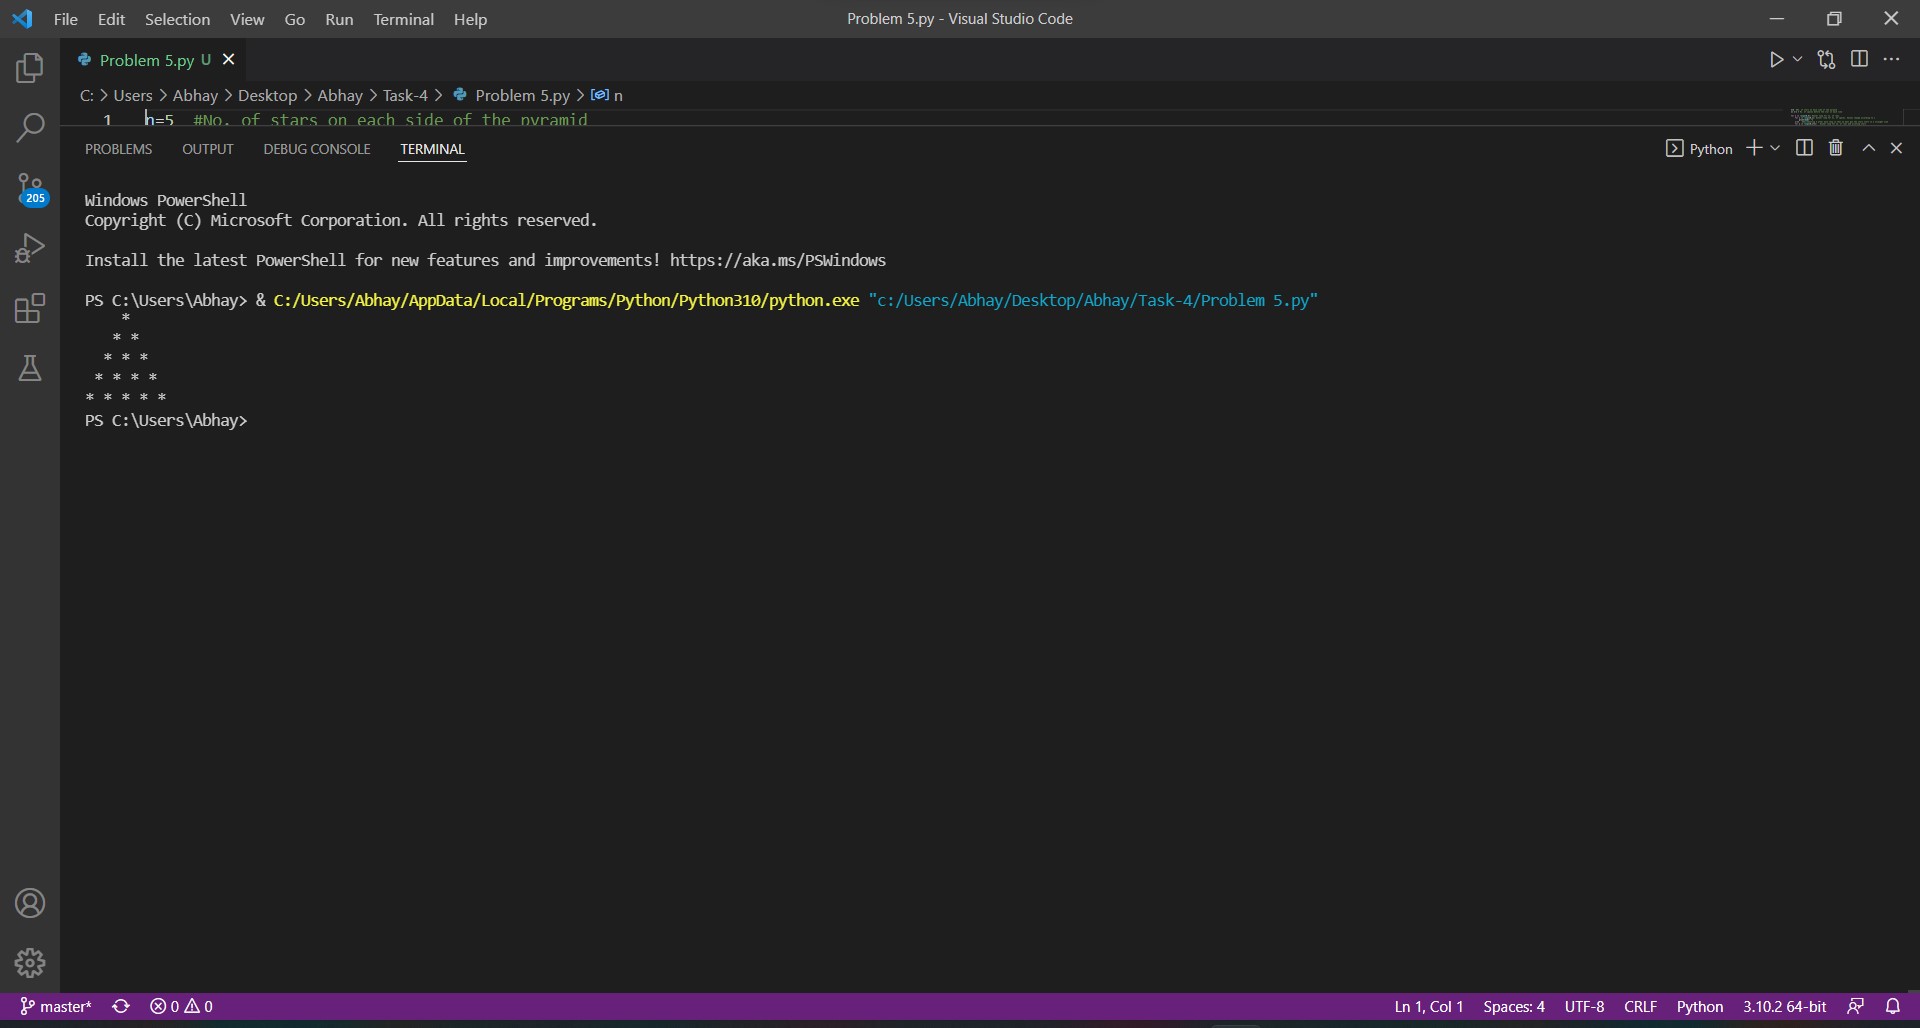 File Edit Selection View Go Run Terminal Help
Problem 5.py - Visual Studio Code
Problem 5.py U
C: > Users > Abhay > Desktop > Abhay > Task-4 > Problem 5.py > n
1 n=5 #No. of stars on each side of the pyramid
PROBLEMS OUTPUT DEBUG CONSOLE TERMINAL
Python
205
Windows PowerShell
Copyright (C) Microsoft Corporation. All rights reserved.
Install the latest PowerShell for new features and improvements! https://aka.ms/PSWindows
PS C:\Users\Abhay> & C:/Users/Abhay/AppData/Local/Programs/Python/Python310/python.exe "c:/Users/Abhay/Desktop/Abhay/Task-4/Problem 5.py"
*
* *
* * *
* * * *
* * * * *
PS C:\Users\Abhay>
master* 0 0
Ln 1, Col 1 Spaces: 4 UTF-8 CRLF Python 3.10.2 64-bit